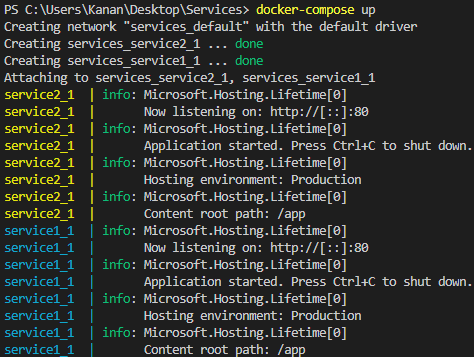 PS C:\Users\Kanan\Desktop\Services> docker-compose up
Creating network "services_default" with the default driver
Creating services_service2_1 ... done
Creating services_service1_1 ... done
Attaching to services_service2_1, services_service1_1
service2_1  | info: Microsoft.Hosting.Lifetime[0]
service2_1  |       Now listening on: http://[::]:80
service2_1  | info: Microsoft.Hosting.Lifetime[0]
service2_1  |       Application started. Press Ctrl+C to shut down.
service2_1  | info: Microsoft.Hosting.Lifetime[0]
service2_1  |       Hosting environment: Production
service2_1  | info: Microsoft.Hosting.Lifetime[0]
service2_1  |       Content root path: /app
service1_1  | info: Microsoft.Hosting.Lifetime[0]
service1_1  |       Now listening on: http://[::]:80
service1_1  | info: Microsoft.Hosting.Lifetime[0]
service1_1  |       Application started. Press Ctrl+C to shut down.
service1_1  | info: Microsoft.Hosting.Lifetime[0]
service1_1  |       Hosting environment: Production
service1_1  | info: Microsoft.Hosting.Lifetime[0]
service1_1  |       Content root path: /app